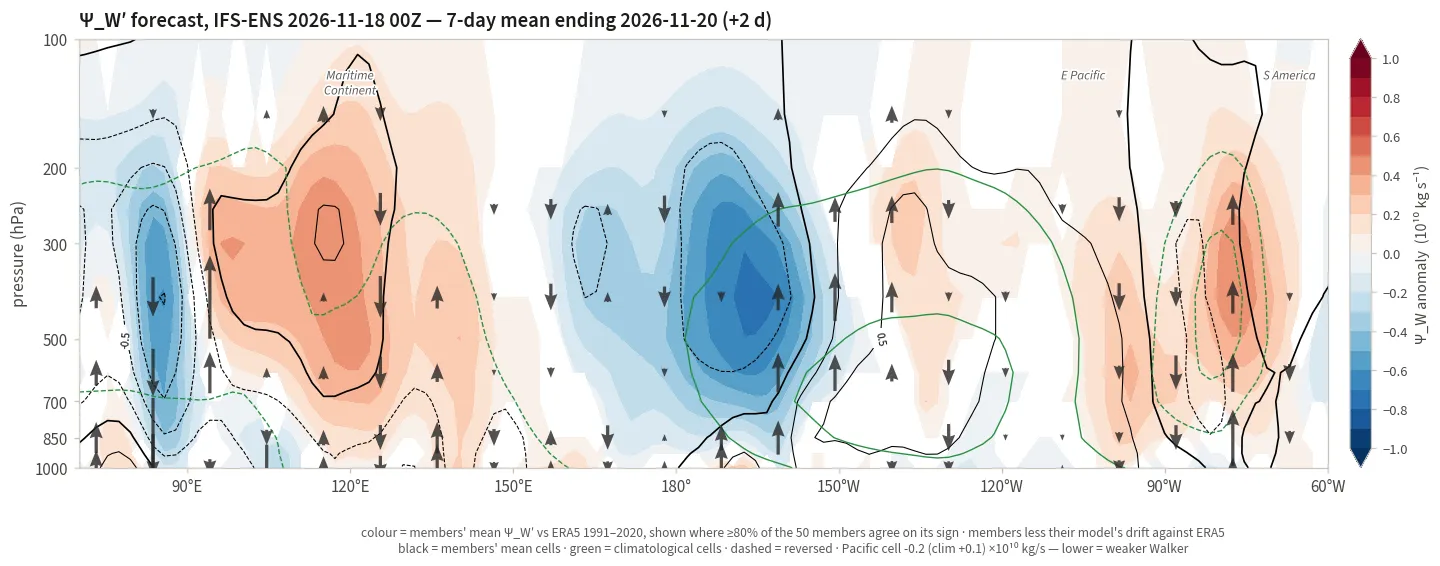 Ψ_W′ forecast, IFS-ENS 2026-11-18 00Z — 7-day mean ending 2026-11-20 (+2 d)
100
200
300
400
500
700
850
1000
pressure (hPa)
Maritime
Continent
E Pacific
S America
0.5
0.5
90°E
120°E
150°E
180°
150°W
120°W
90°W
60°W
1.0
0.8
0.6
0.4
0.2
0.0
−0.2
−0.4
−0.6
−0.8
−1.0
Ψ_W anomaly (10¹⁰ kg s⁻¹)
colour = members' mean Ψ_W′ vs ERA5 1991–2020, shown where ≥80% of the 50 members agree on its sign · members less their model's drift against ERA5
black = members' mean cells · green = climatological cells · dashed = reversed · Pacific cell -0.2 (clim +0.1) ×10¹⁰ kg/s — lower = weaker Walker